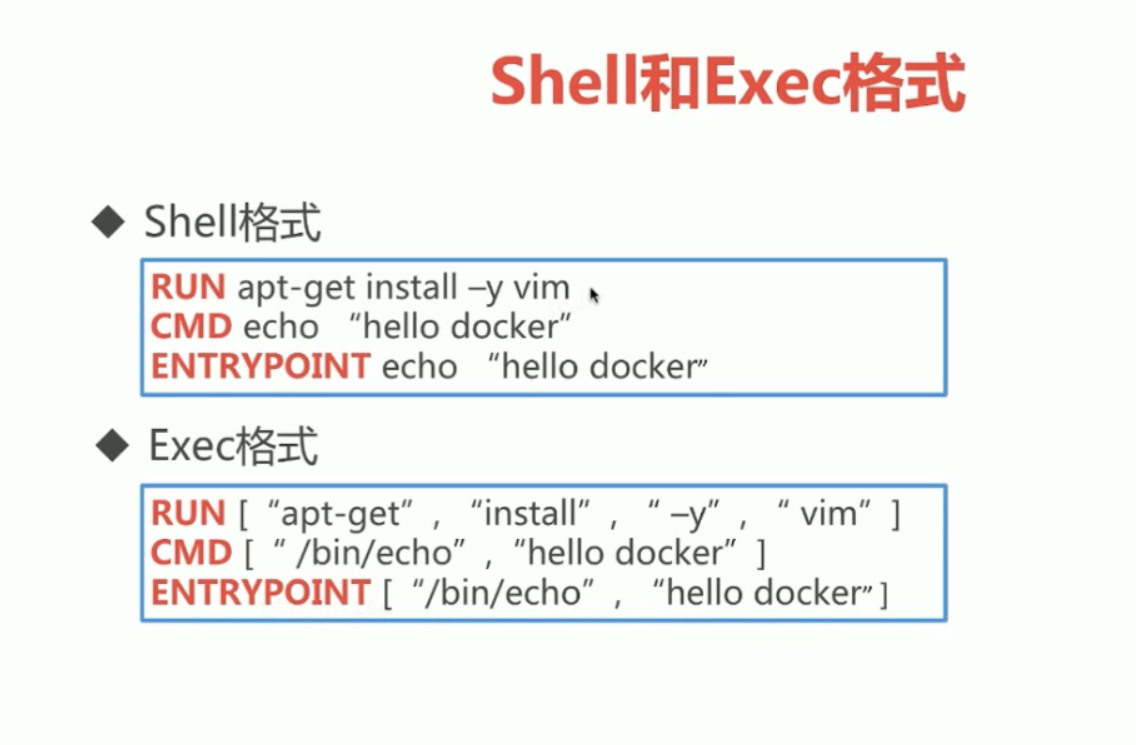 Shell和Exec格式
Shell格式
RUN apt-get install –y vim
CMD echo “hello docker”
ENTRYPOINT echo “hello docker”
Exec格式
RUN [ “apt-get” , “install” , “ –y” , “ vim” ]
CMD [ “ /bin/echo” , “hello docker” ]
ENTRYPOINT [ “/bin/echo” , “hello docker” ]